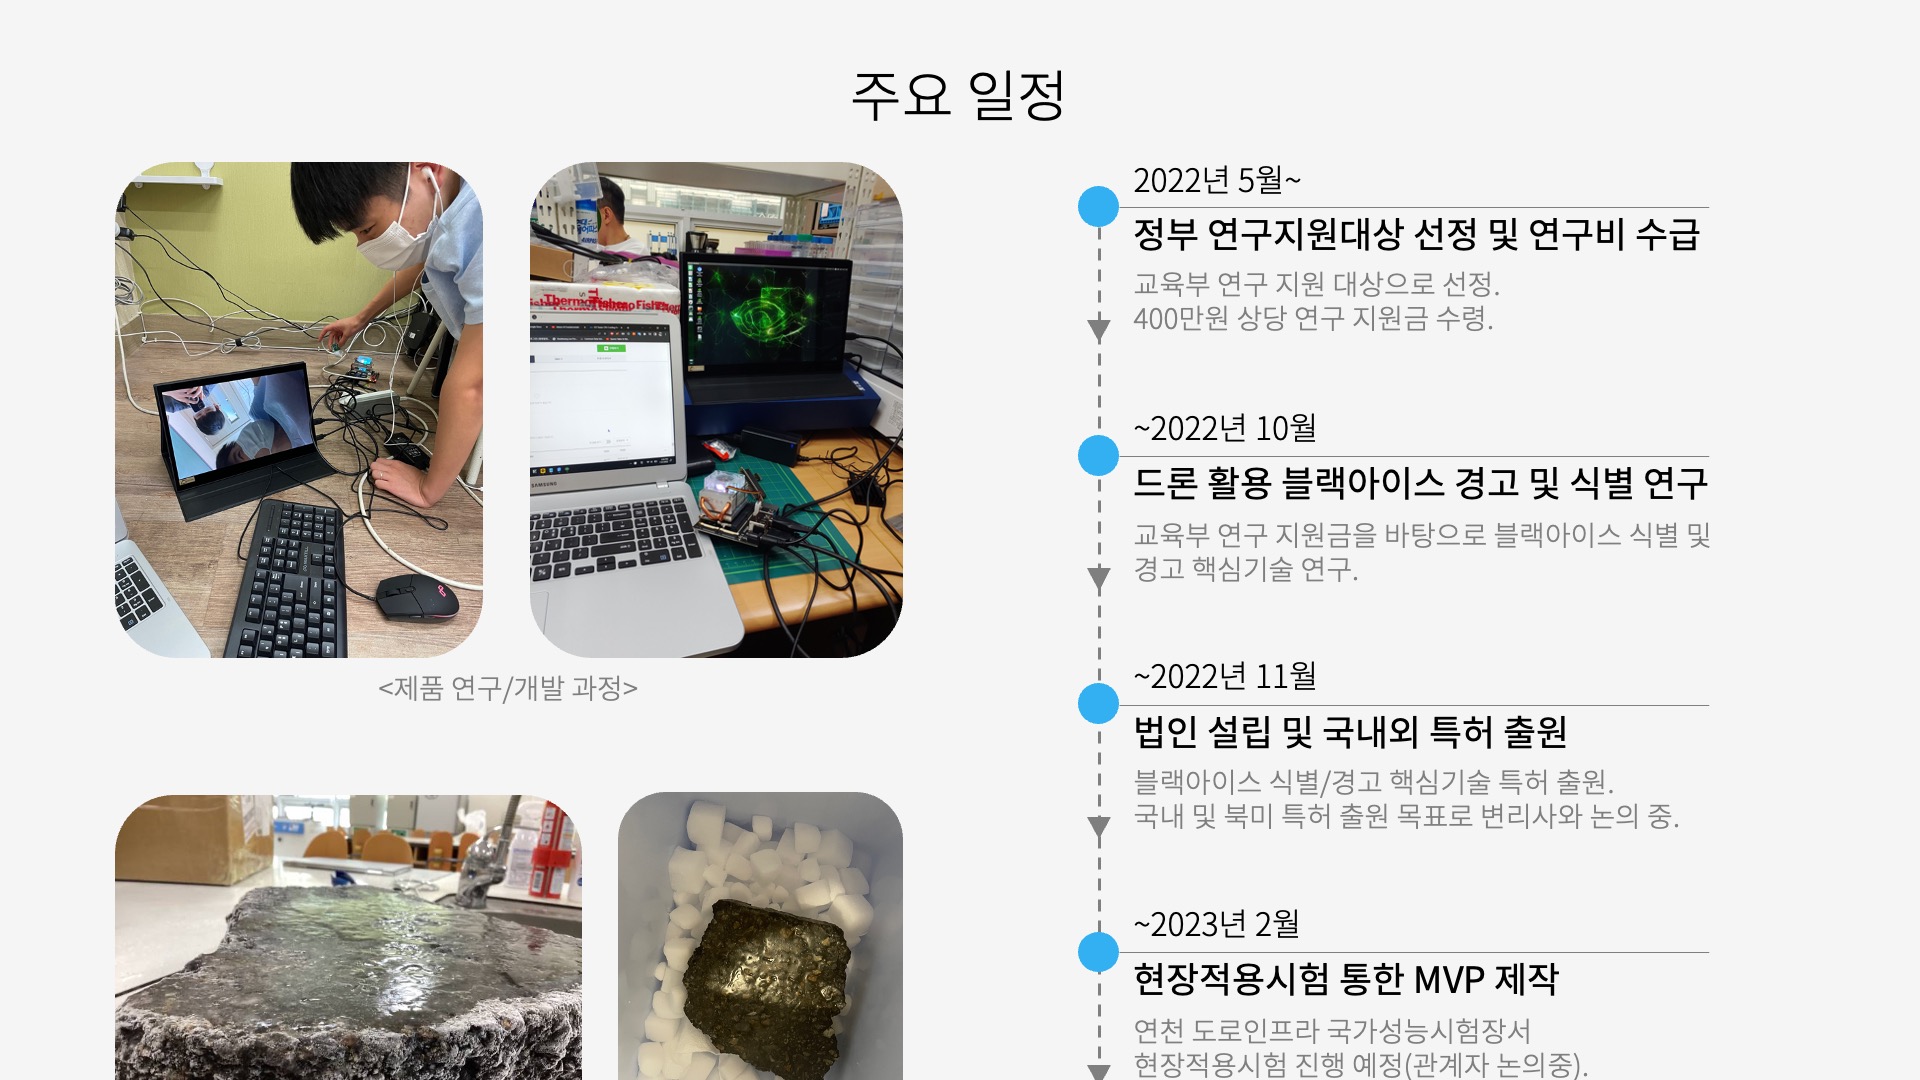 주요 일정
ThermoFisher
SAMSUNG
<제품 연구/개발 과정>
2022년 5월~
정부 연구지원대상 선정 및 연구비 수급
교육부 연구 지원 대상으로 선정.
400만원 상당 연구 지원금 수령.
~2022년 10월
드론 활용 블랙아이스 경고 및 식별 연구
교육부 연구 지원금을 바탕으로 블랙아이스 식별 및
경고 핵심기술 연구.
~2022년 11월
법인 설립 및 국내외 특허 출원
블랙아이스 식별/경고 핵심기술 특허 출원.
국내 및 북미 특허 출원 목표로 변리사와 논의 중.
~2023년 2월
현장적용시험 통한 MVP 제작
연천 도로인프라 국가성능시험장서
현장적용시험 진행 예정(관계자 논의중).